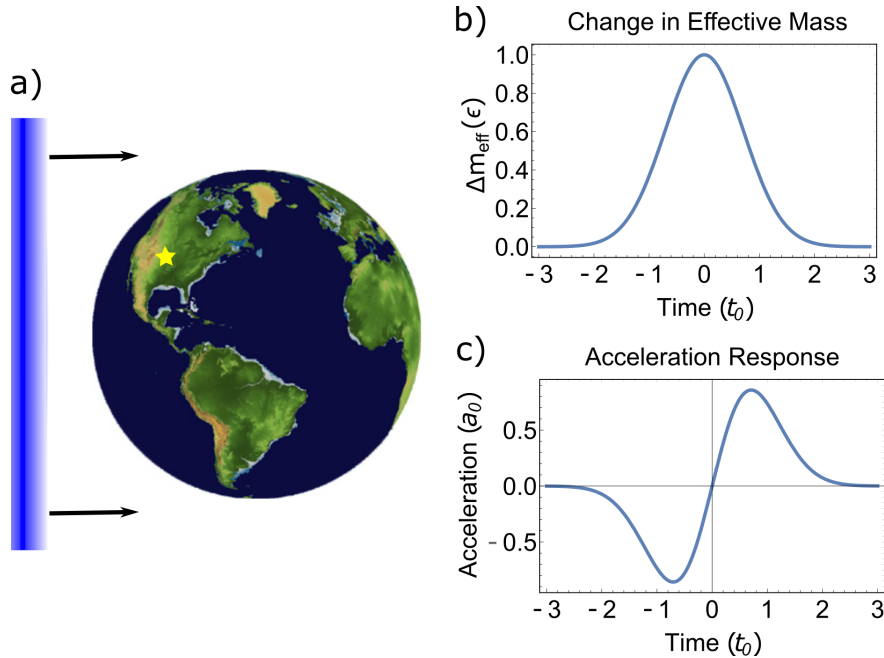 a)
b)
Change in Effective Mass
Δm_eff (ϵ)
1.0
0.8
0.6
0.4
0.2
0.0
-3 -2 -1 0 1 2 3
Time (t_0)
c)
Acceleration Response
Acceleration (a_0)
0.5
0.0
-0.5
-3 -2 -1 0 1 2 3
Time (t_0)